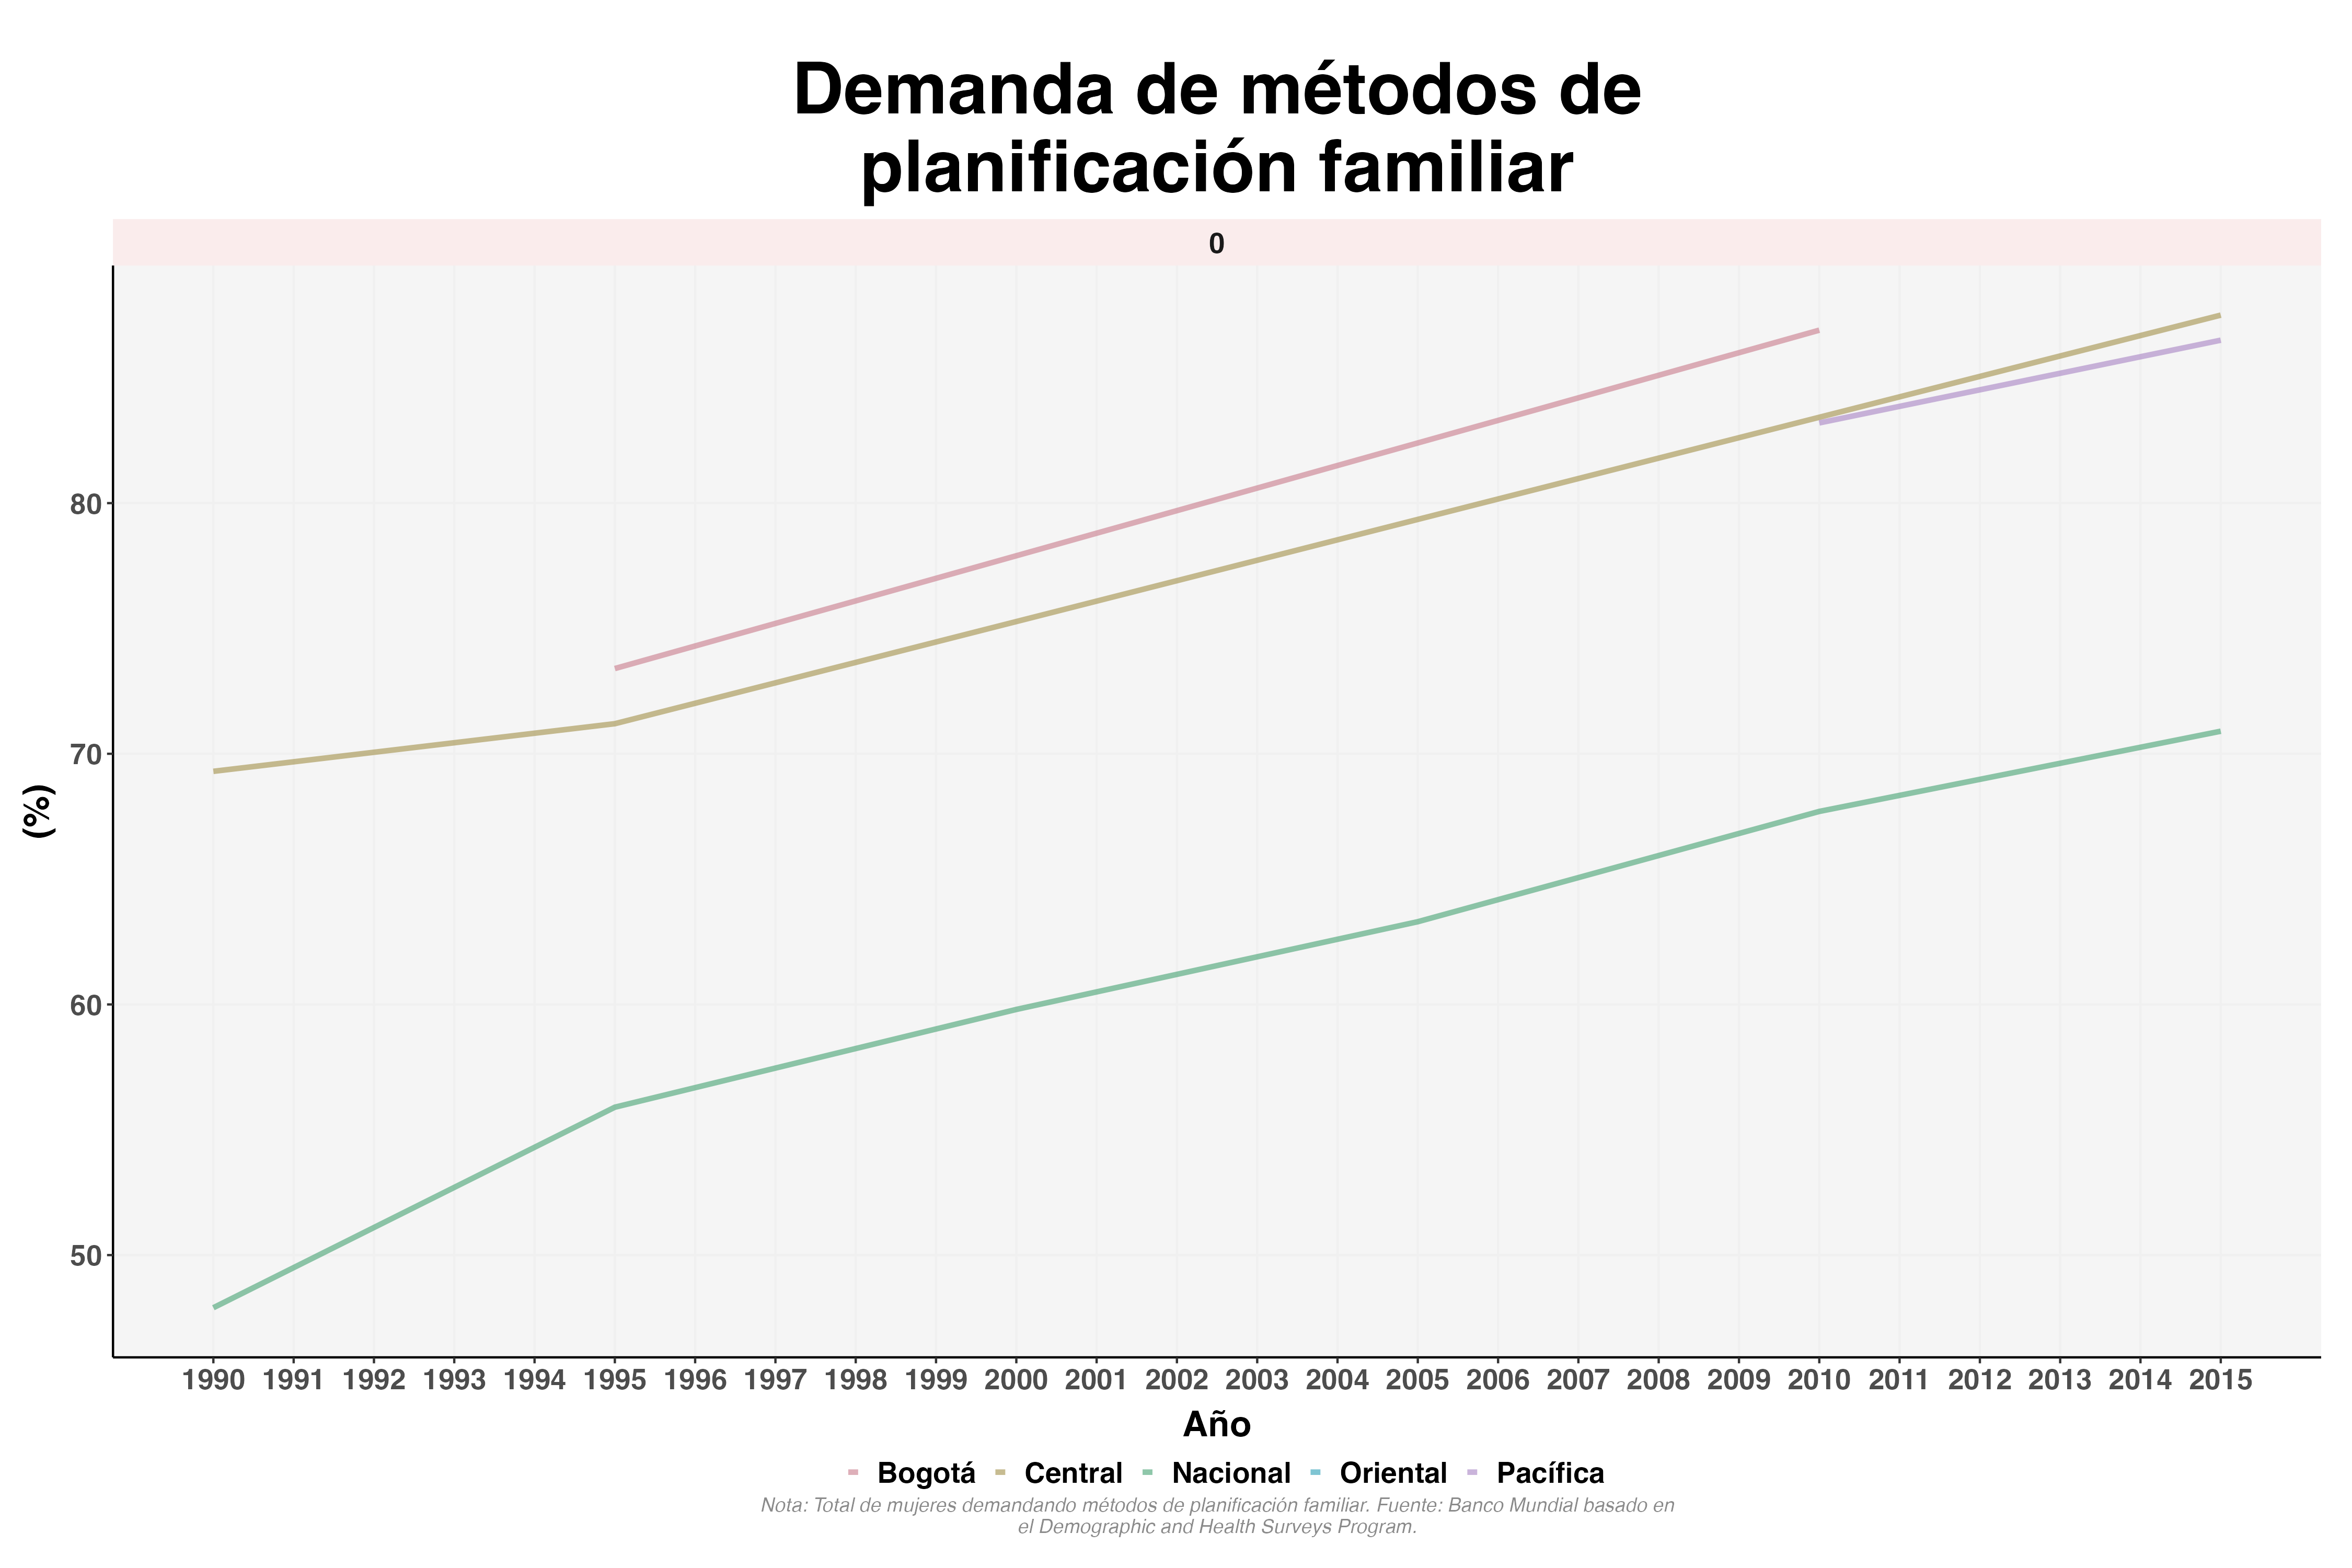 Demanda de métodos de
planificación familiar
0
80
70
60
50
(%)
1990 1991 1992 1993 1994 1995 1996 1997 1998 1999 2000 2001 2002 2003 2004 2005 2006 2007 2008 2009 2010 2011 2012 2013 2014 2015
Año
Bogotá Central Nacional Oriental Pacífica
Nota: Total de mujeres demandando métodos de planificación familiar. Fuente: Banco Mundial basado en
el Demographic and Health Surveys Program.